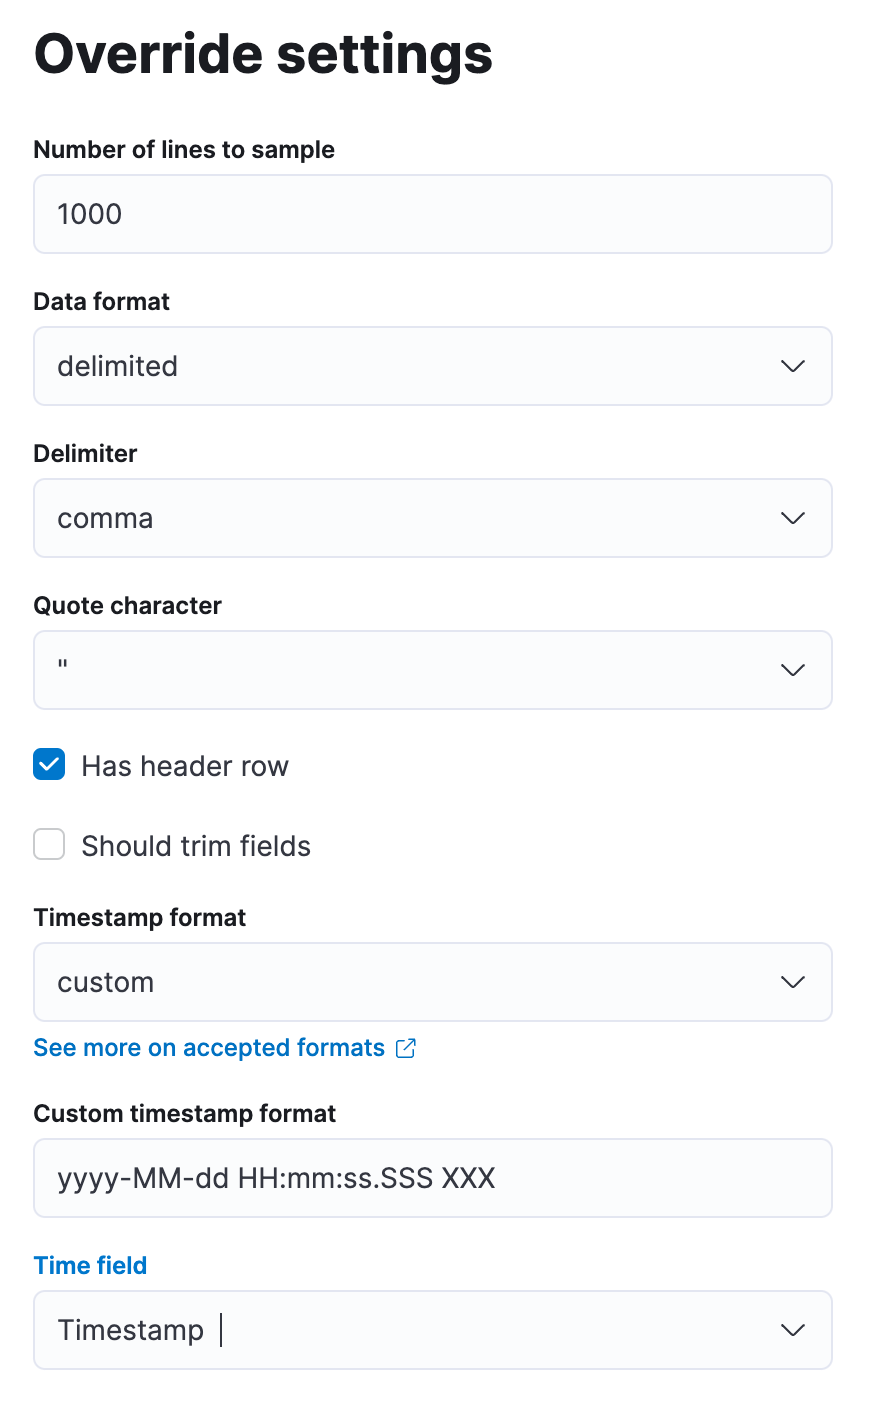 Override settings
Number of lines to sample
1000
Data format
delimited
Delimiter
comma
Quote character
"
Has header row
Should trim fields
Timestamp format
custom
See more on accepted formats
Custom timestamp format
yyyy-MM-dd HH:mm:ss.SSS XXX
Time field
Timestamp